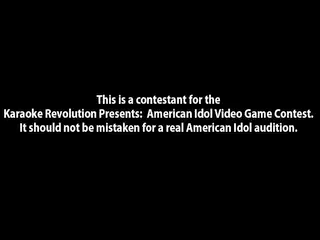 This is a contestant for the
Karaoke Revolution Presents:  American Idol Video Game Contest.
It should not be mistaken for a real American Idol audition.